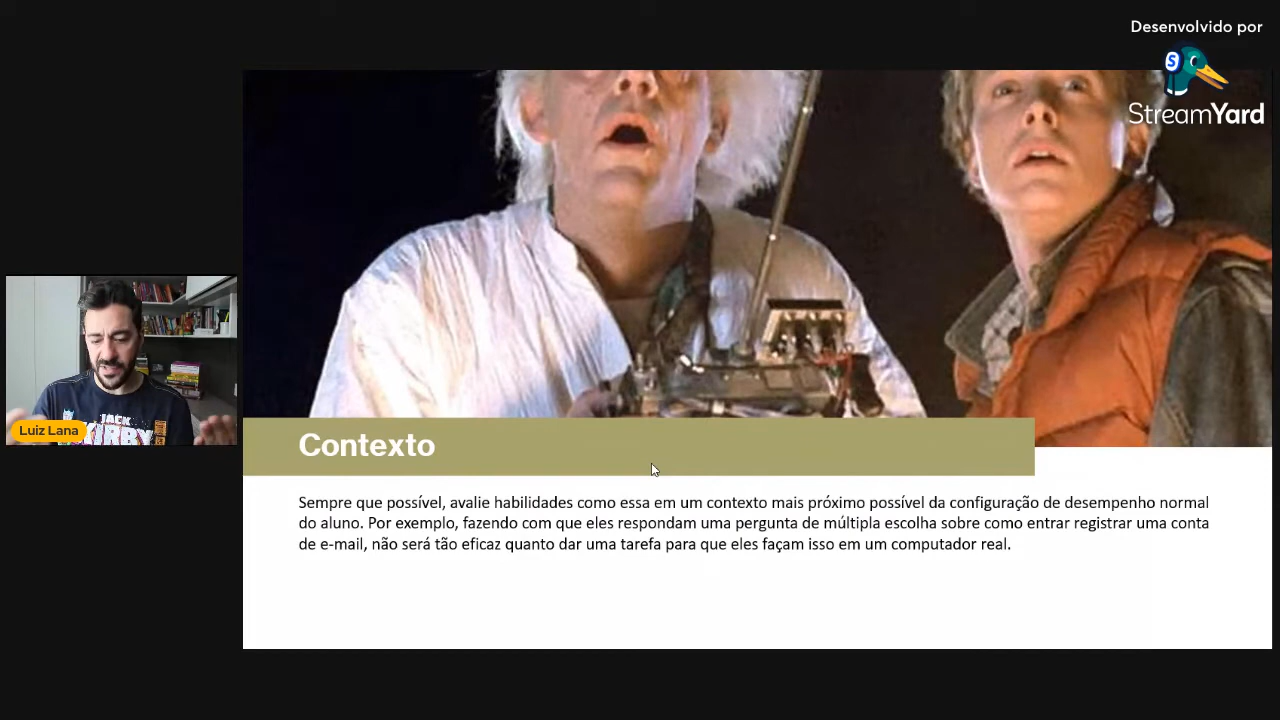 Desenvolvido por
StreamYard
Luiz Lana
JACK
KIRBY
Contexto
Sempre que possível, avalie habilidades como essa em um contexto mais próximo possível da configuração de desempenho normal
do aluno. Por exemplo, fazendo com que eles respondam uma pergunta de múltipla escolha sobre como entrar registrar uma conta
de e-mail, não será tão eficaz quanto dar uma tarefa para que eles façam isso em um computador real.